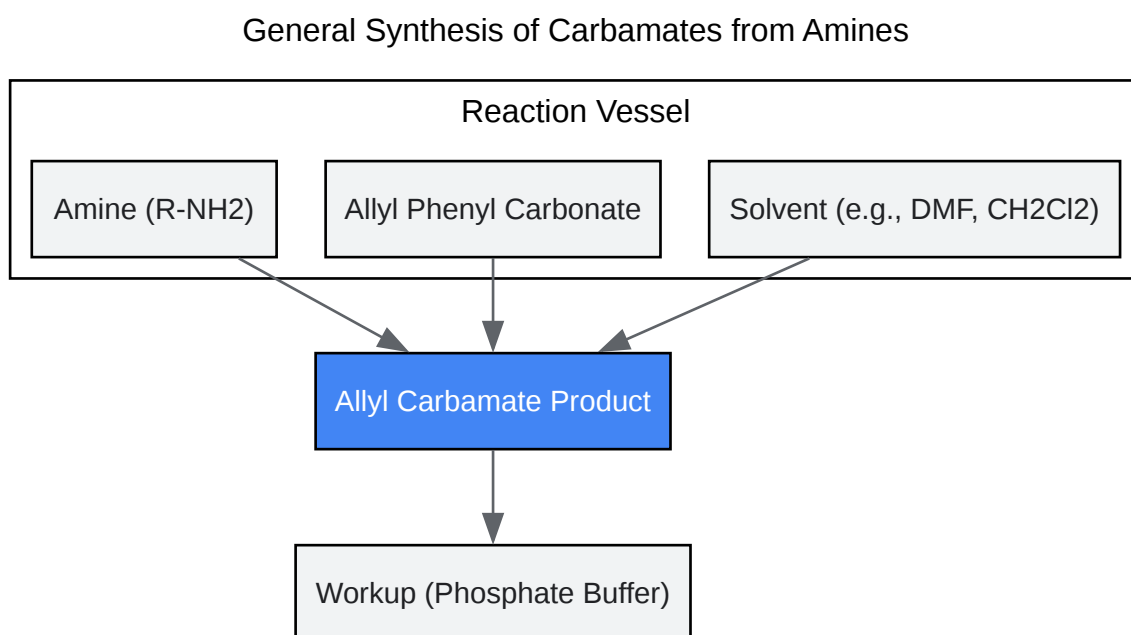 General Synthesis of Carbamates from Amines
Reaction Vessel
Amine (R-NH2)
Allyl Phenyl Carbonate
Solvent (e.g., DMF, CH2Cl2)
Allyl Carbamate Product
Workup (Phosphate Buffer)